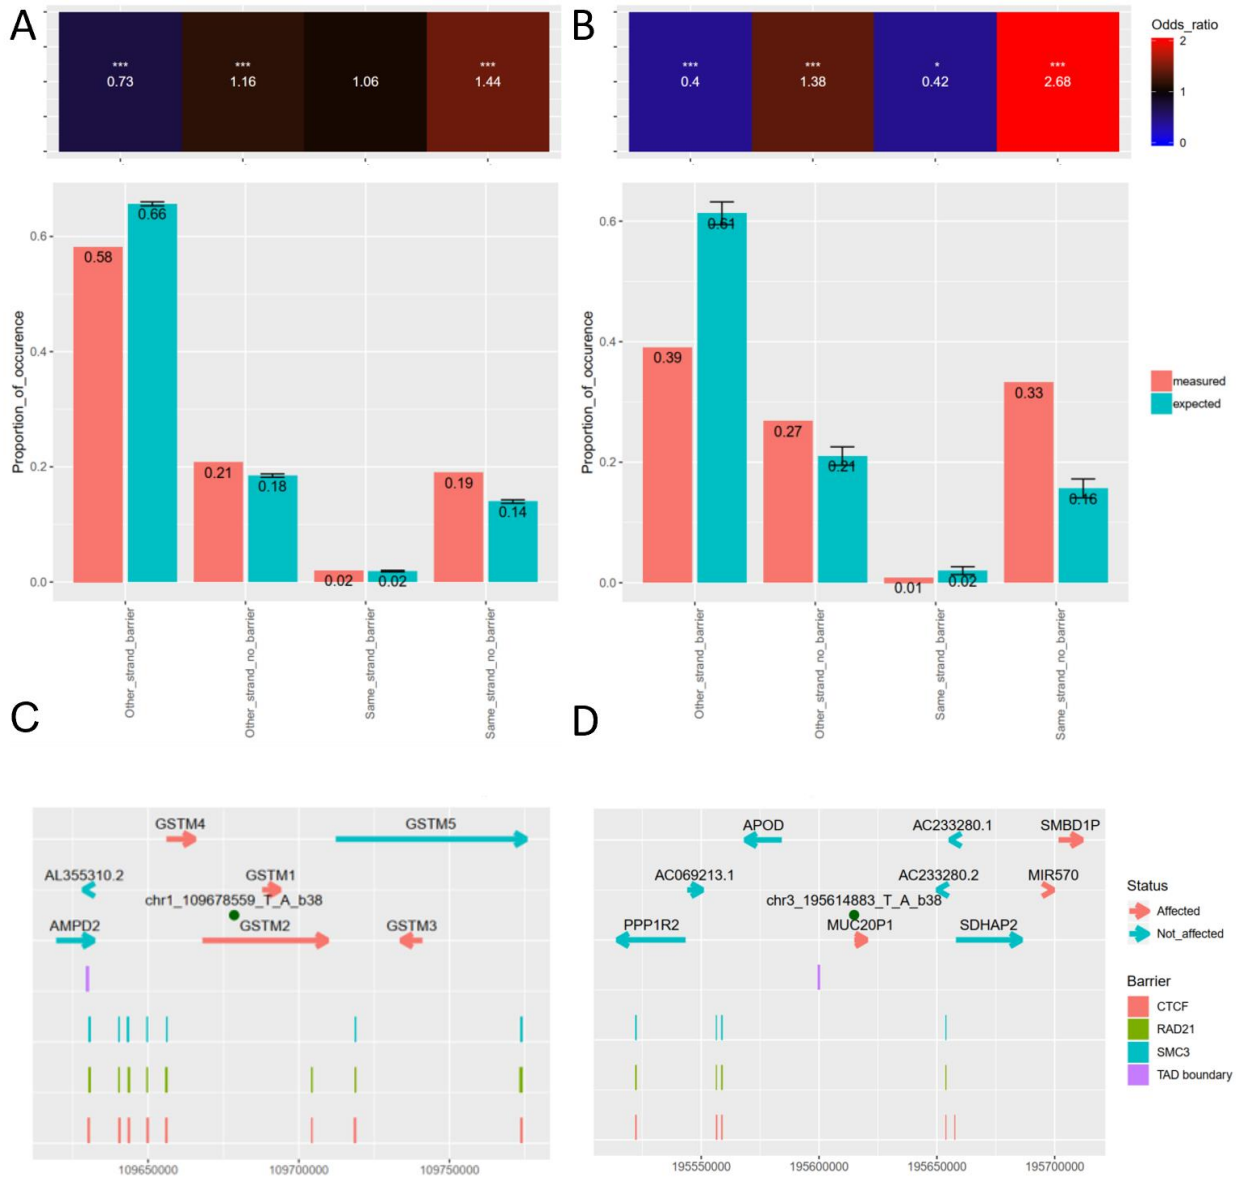 A
B
***
0.73
***
1.16
1.06
***
1.44
***
0.4
***
1.38
*
0.42
***
2.68
Odds_ratio
2
1
0
Proportion_of_occurence
0.6
0.4
0.2
0.0
0.58
0.66
0.21
0.18
0.02
0.02
0.19
0.14
Other_strand_barrier
Other_strand_no_barrier
Same_strand_barrier
Same_strand_no_barrier
Proportion_of_occurence
0.6
0.4
0.2
0.0
0.39
0.61
0.27
0.21
0.01
0.02
0.33
0.16
Other_strand_barrier
Other_strand_no_barrier
Same_strand_barrier
Same_strand_no_barrier
measured
expected
C
D
GSTM4
GSTM5
AL355310.2
GSTM1
chr1_109678559_T_A_b38
AMPD2
GSTM2
GSTM3
109650000
109700000
109750000
APOD
AC233280.1
SMBD1P
AC069213.1
AC233280.2
MIR570
chr3_195614883_T_A_b38
PPP1R2
MUC20P1
SDHAP2
195550000
195600000
195650000
195700000
Status
Affected
Not_affected
Barrier
CTCF
RAD21
SMC3
TAD boundary